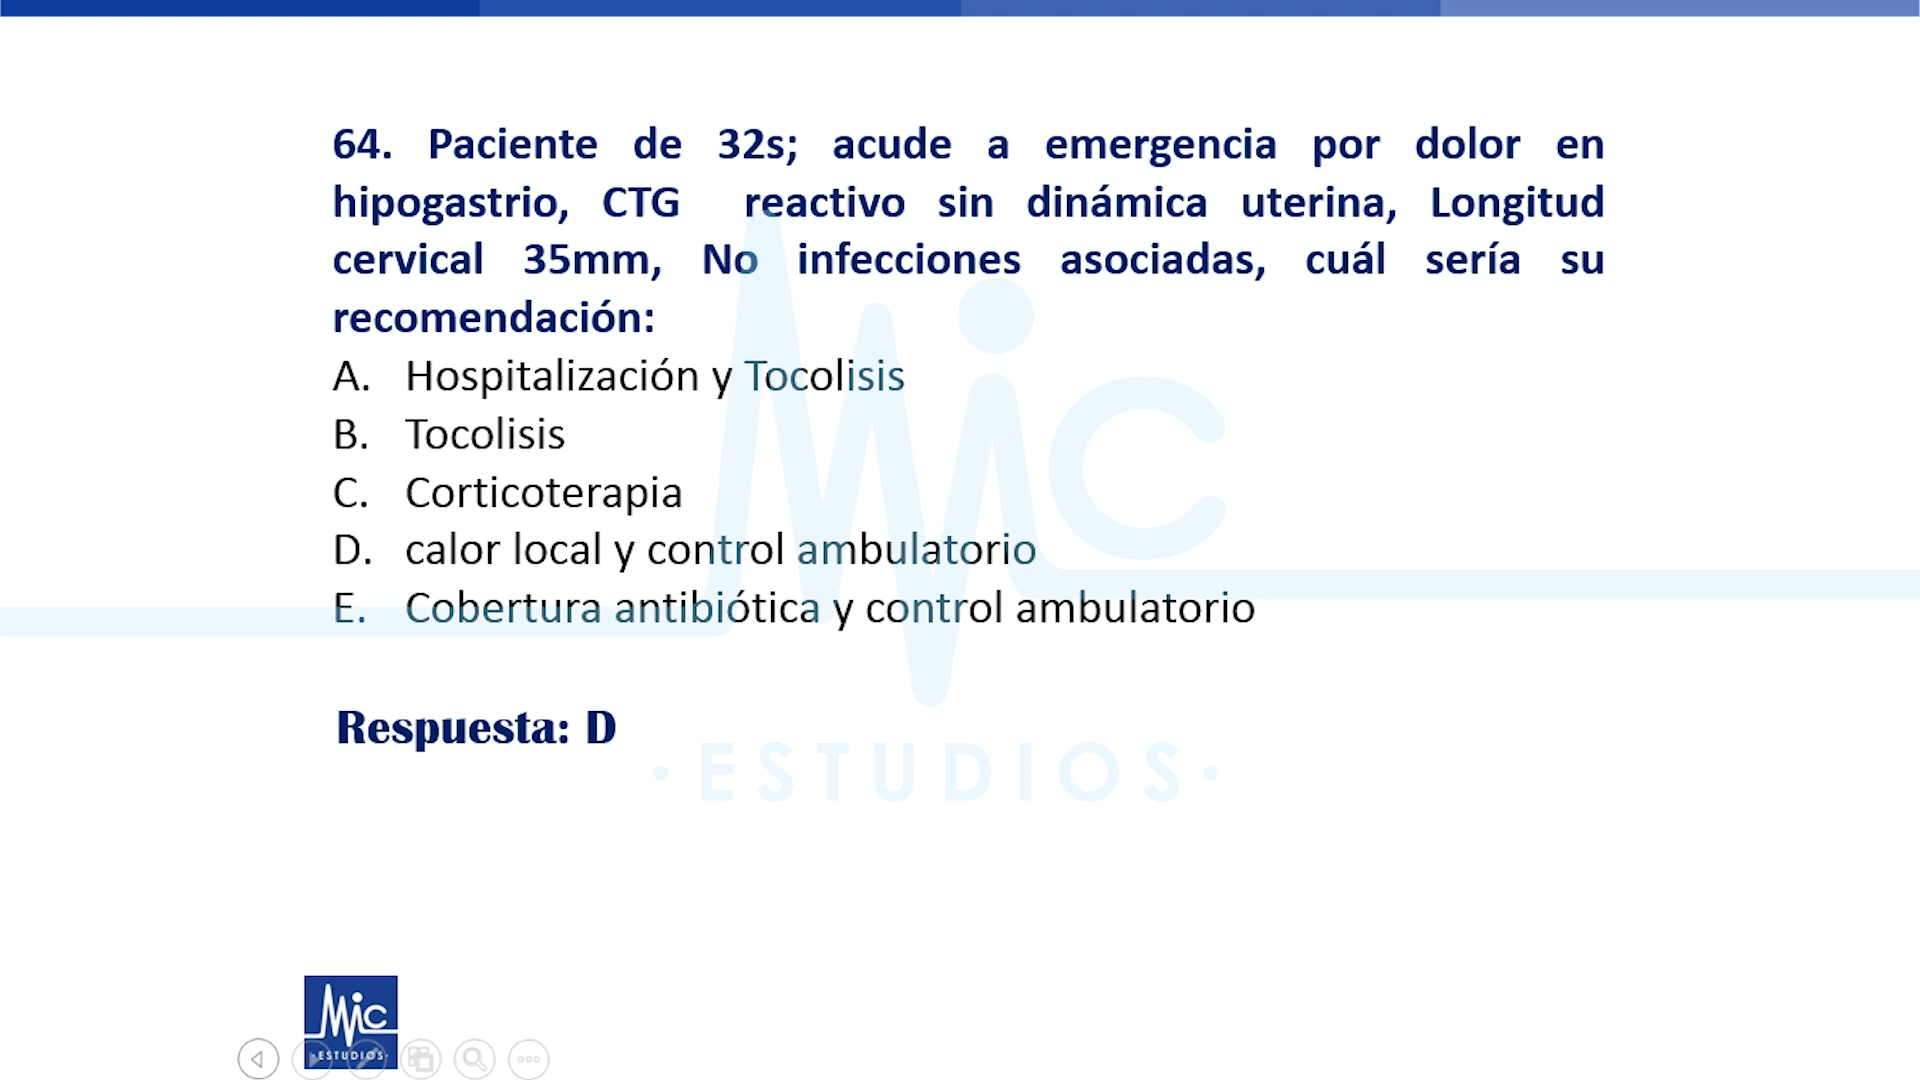 64. Paciente de 32s; acude a emergencia por dolor en
hipogastrio, CTG reactivo sin dinámica uterina, Longitud
cervical 35mm, No infecciones asociadas, cuál sería su
recomendación:
A. Hospitalización y Tocolisis
B. Tocolisis
C. Corticoterapia
D. calor local y control ambulatorio
E. Cobertura antibiótica y control ambulatorio
Respuesta: D
Mic
·ESTUDIOS·
Mic
·ESTUDIOS·